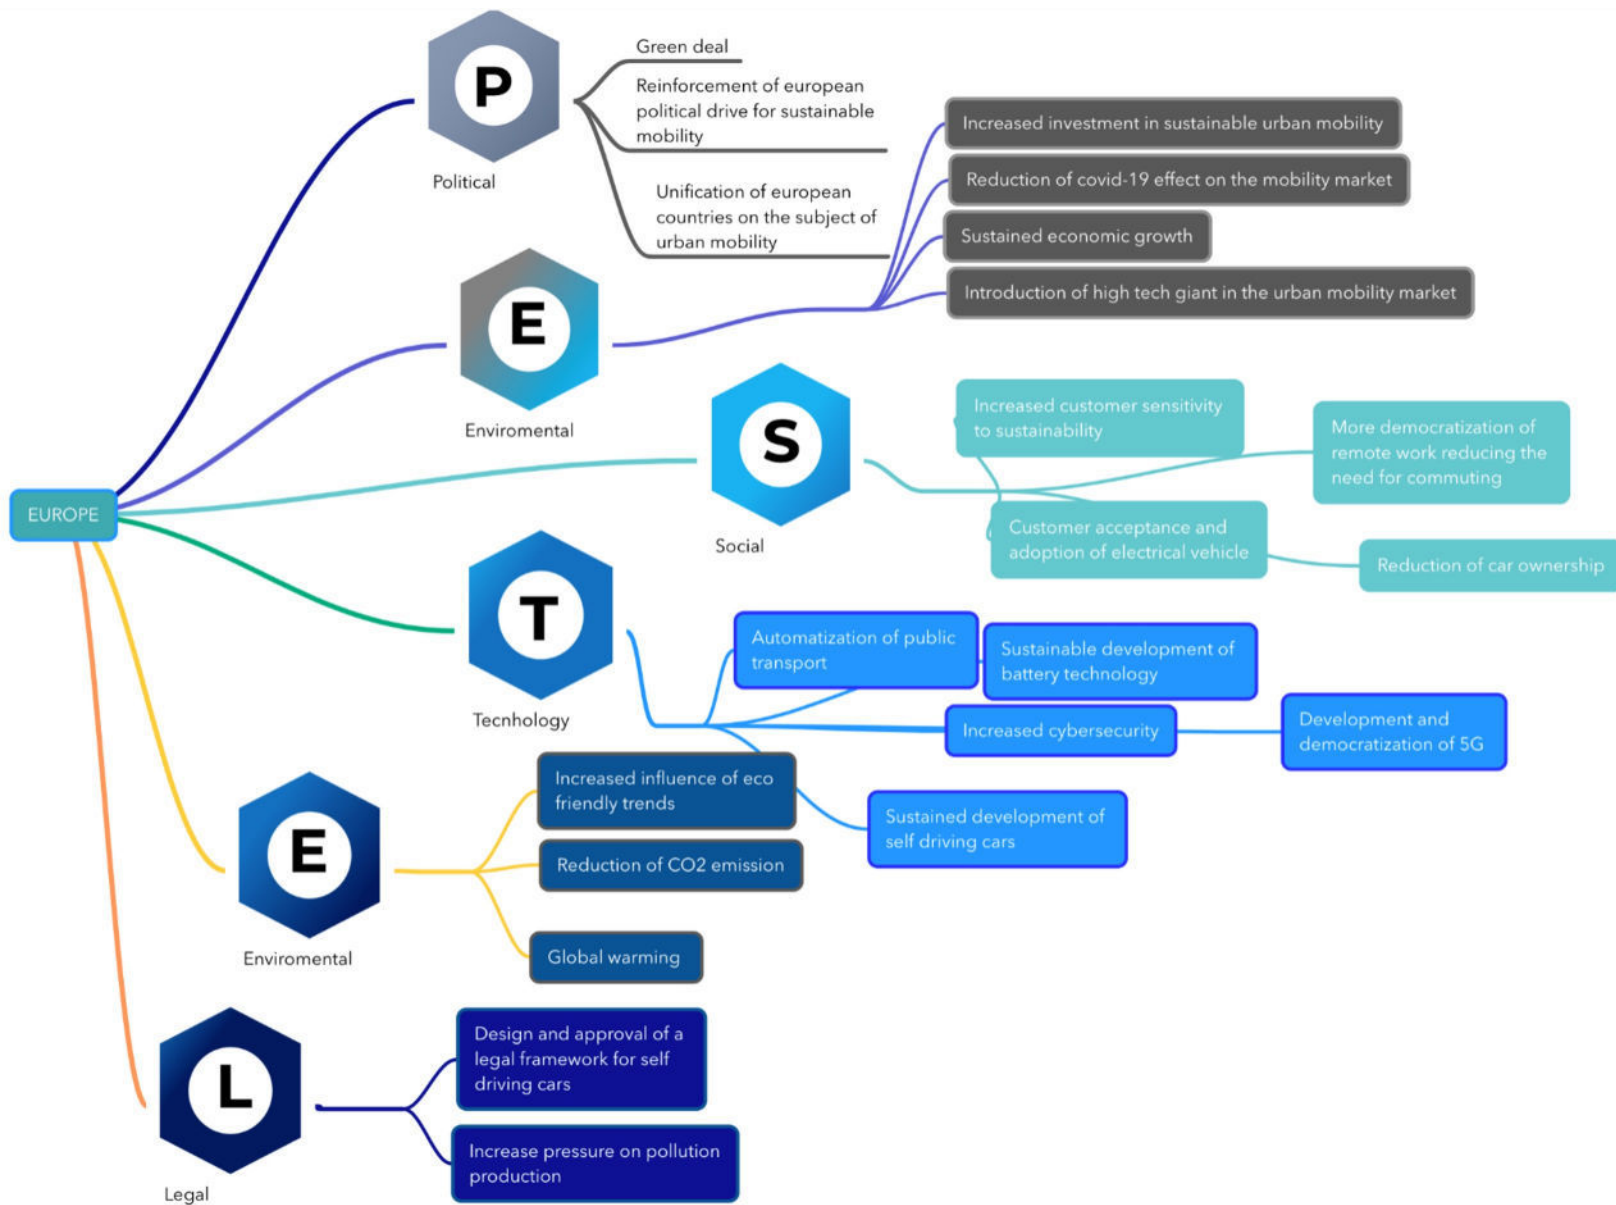 P
Political
Green deal
Reinforcement of european
political drive for sustainable
mobility
Unification of european
countries on the subject of
urban mobility
E
Enviromental
Increased investment in sustainable urban mobility
Reduction of covid-19 effect on the mobility market
Sustained economic growth
Introduction of high tech giant in the urban mobility market
EUROPE
S
Social
Increased customer sensitivity
to sustainability
More democratization of
remote work reducing the
need for commuting
Customer acceptance and
adoption of electrical vehicle
Reduction of car ownership
T
Tecnhology
Automatization of public
transport
Sustainable development of
battery technology
Increased cybersecurity
Development and
democratization of 5G
Sustained development of
self driving cars
E
Enviromental
Increased influence of eco
friendly trends
Reduction of CO2 emission
Global warming
L
Legal
Design and approval of a
legal framework for self
driving cars
Increase pressure on pollution
production